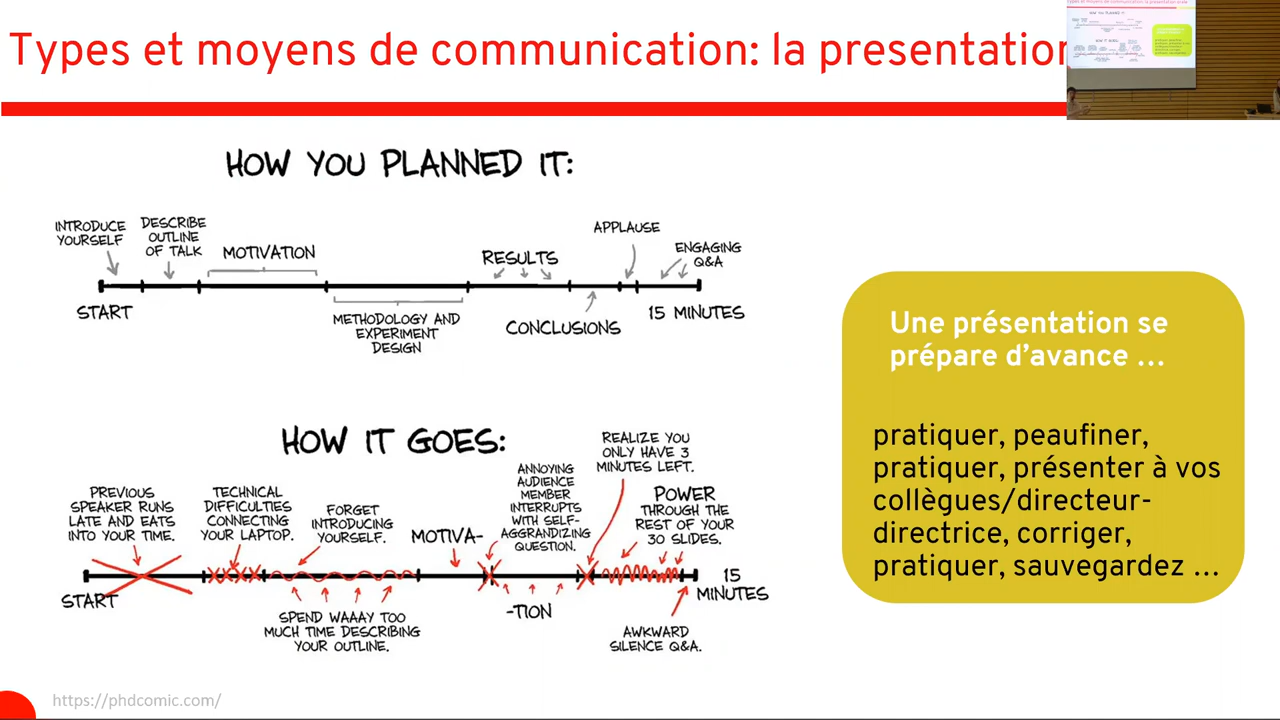 Types et moyens de communication: la presentation
HOW YOU PLANNED IT:
INTRODUCE
YOURSELF
DESCRIBE
OUTLINE
OF TALK
MOTIVATION
METHODOLOGY AND
EXPERIMENT
DESIGN
RESULTS
CONCLUSIONS
APPLAUSE
ENGAGING
Q&A
START
15 MINUTES
HOW IT GOES:
PREVIOUS
SPEAKER RUNS
LATE AND EATS
INTO YOUR TIME.
TECHNICAL
DIFFICULTIES
CONNECTING
YOUR LAPTOP.
FORGET
INTRODUCING
YOURSELF.
SPEND WAAAY TOO
MUCH TIME DESCRIBING
YOUR OUTLINE.
MOTIVA-
ANNOYING
AUDIENCE
MEMBER
INTERRUPTS
WITH SELF-
AGGRANDIZING
QUESTION.
-TION
REALIZE YOU
ONLY HAVE 3
MINUTES LEFT.
POWER
THROUGH THE
REST OF YOUR
30 SLIDES.
AWKWARD
SILENCE Q&A.
START
15
MINUTES
Une présentation se
prépare d’avance ...
pratiquer, peaufiner,
pratiquer, présenter à vos
collègues/directeur-
directrice, corriger,
pratiquer, sauvegardez ...
https://phdcomic.com/